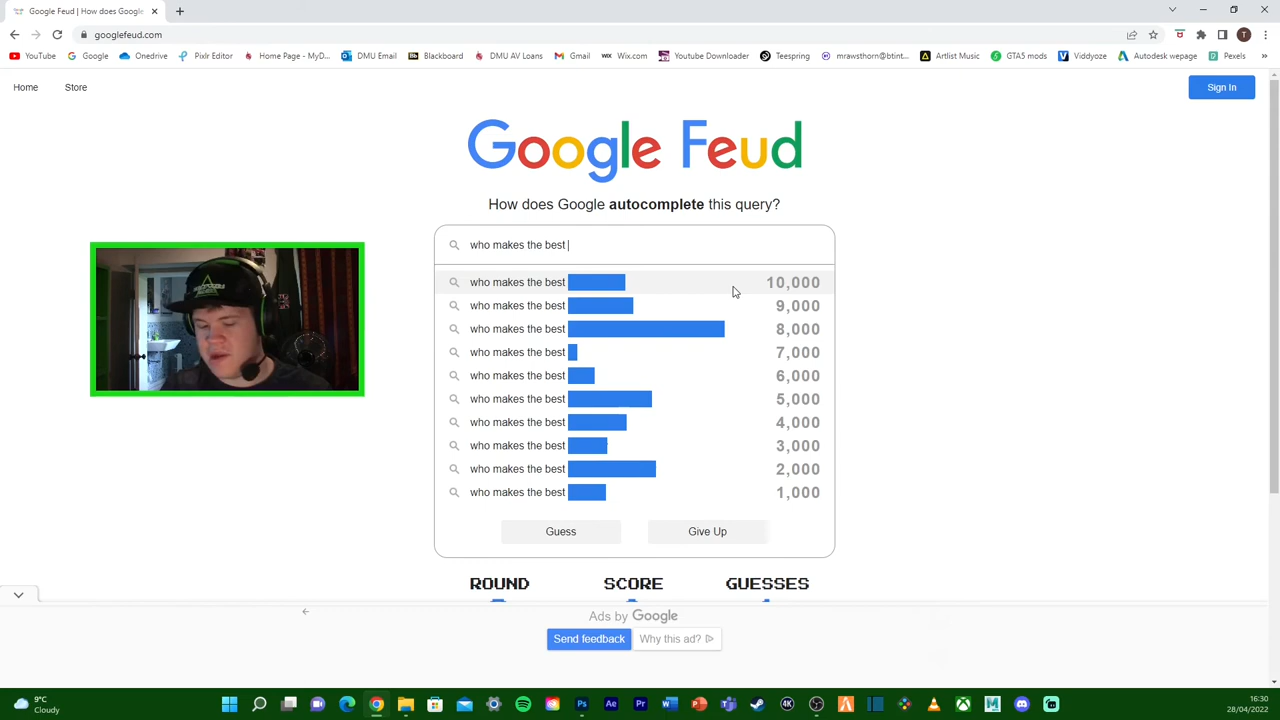 Google Feud | How does Google
googlefeud.com
YouTube Google Onedrive Pixlr Editor Home Page - MyD... DMU Email Blackboard DMU AV Loans Gmail Wix.com Youtube Downloader Teespring mrawsthorn@btint... Artlist Music GTA5 mods Viddyoze Autodesk wepage Pexels »
Home Store Sign In
Google Feud
How does Google autocomplete this query?
who makes the best
who makes the best 10,000
who makes the best 9,000
who makes the best 8,000
who makes the best 7,000
who makes the best 6,000
who makes the best 5,000
who makes the best 4,000
who makes the best 3,000
who makes the best 2,000
who makes the best 1,000
Guess Give Up
ROUND SCORE GUESSES
Ads by Google
Send feedback Why this ad?
9°C
Cloudy
16:30
28/04/2022